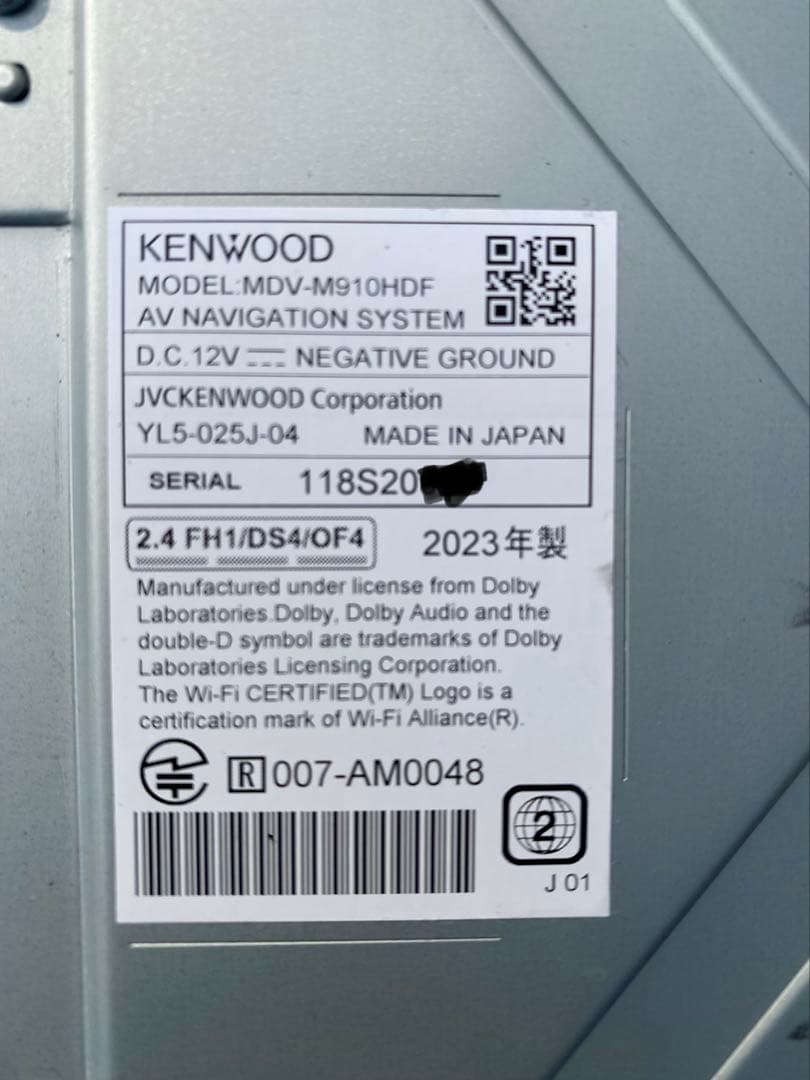 KENWOOD
MODEL:MDV-M910HDF
AV NAVIGATION SYSTEM
D.C.12V NEGATIVE GROUND
JVCKENWOOD Corporation
YL5-025J-04 MADE IN JAPAN
SERIAL 118S20
2.4 FH1/DS4/OF4 2023年製
Manufactured under license from Dolby
Laboratories.Dolby, Dolby Audio and the
double-D symbol are trademarks of Dolby
Laboratories Licensing Corporation.
The Wi-Fi CERTIFIED(TM) Logo is a
certification mark of Wi-Fi Alliance(R).
R 007-AM0048
2
J 01